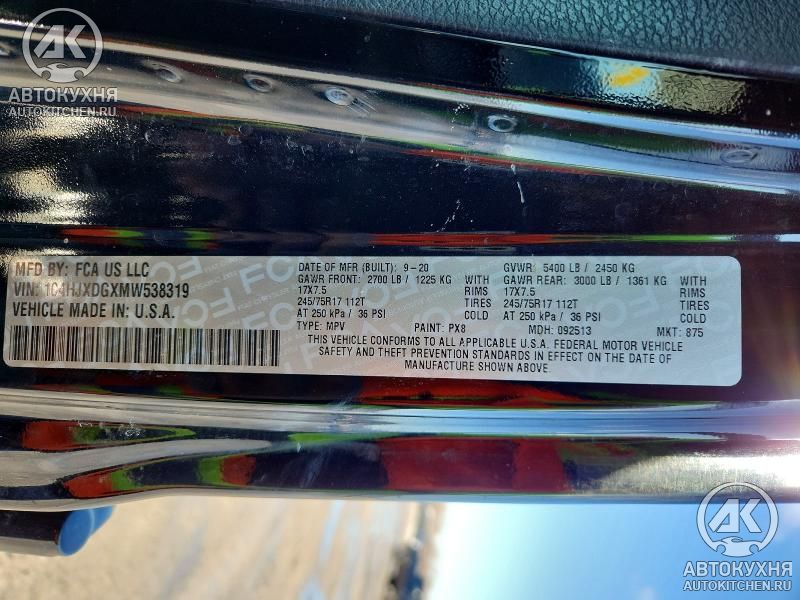 АК
АВТОКУХНЯ
AUTOKITCHEN.RU
MFD BY: FCA US LLC
VIN: 1C4HJXDGXMW538319
VEHICLE MADE IN: U.S.A.
DATE OF MFR (BUILT): 9-20 GVWR: 5400 LB / 2450 KG
GAWR FRONT: 2700 LB / 1225 KG WITH GAWR REAR: 3000 LB / 1361 KG
17X7.5 RIMS 17X7.5
245/75R17 112T TIRES 245/75R17 112T
AT 250 kPa / 36 PSI COLD AT 250 kPa / 36 PSI
TYPE: MPV PAINT: PX8 MDH: 092513 MKT: 875
THIS VEHICLE CONFORMS TO ALL APPLICABLE U.S.A. FEDERAL MOTOR VEHICLE
SAFETY AND THEFT PREVENTION STANDARDS IN EFFECT ON THE DATE OF
MANUFACTURE SHOWN ABOVE.
АК
АВТОКУХНЯ
AUTOKITCHEN.RU